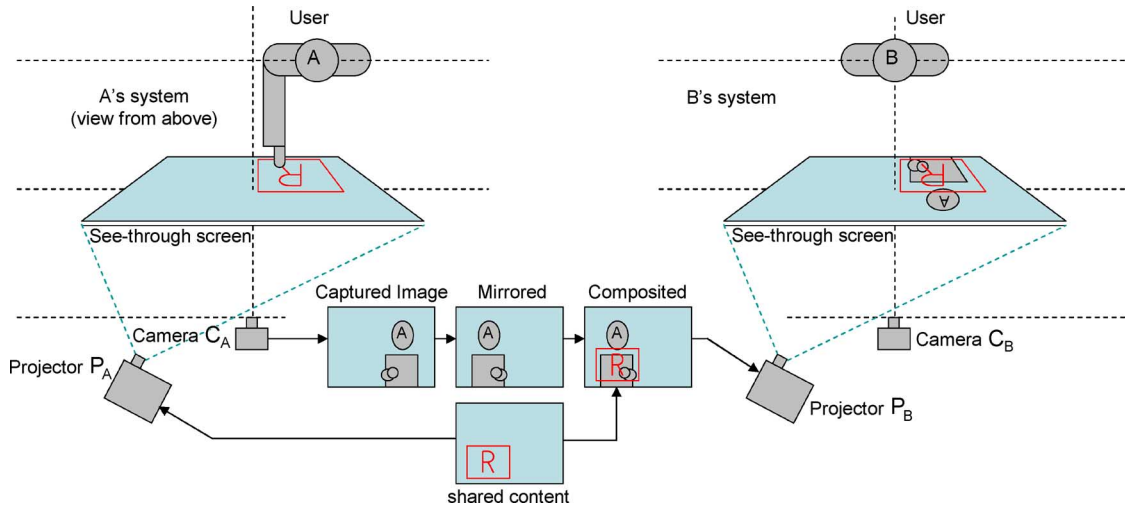 User
User
A
B
A's system
(view from above)
B's system
R
R
A
See-through screen
See-through screen
Captured Image
Mirrored
Composited
Camera C_A
A
A
A
R
Camera C_B
Projector P_A
Projector P_B
R
shared content